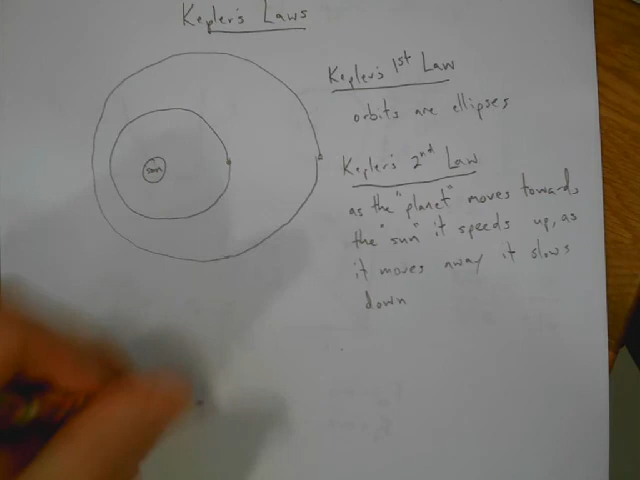 Kepler's Laws
Kepler's 1st Law
orbits are ellipses
sun
Kepler's 2nd Law
as the "planet" moves towards
the "sun" it speeds up, as
it moves away it slows
down